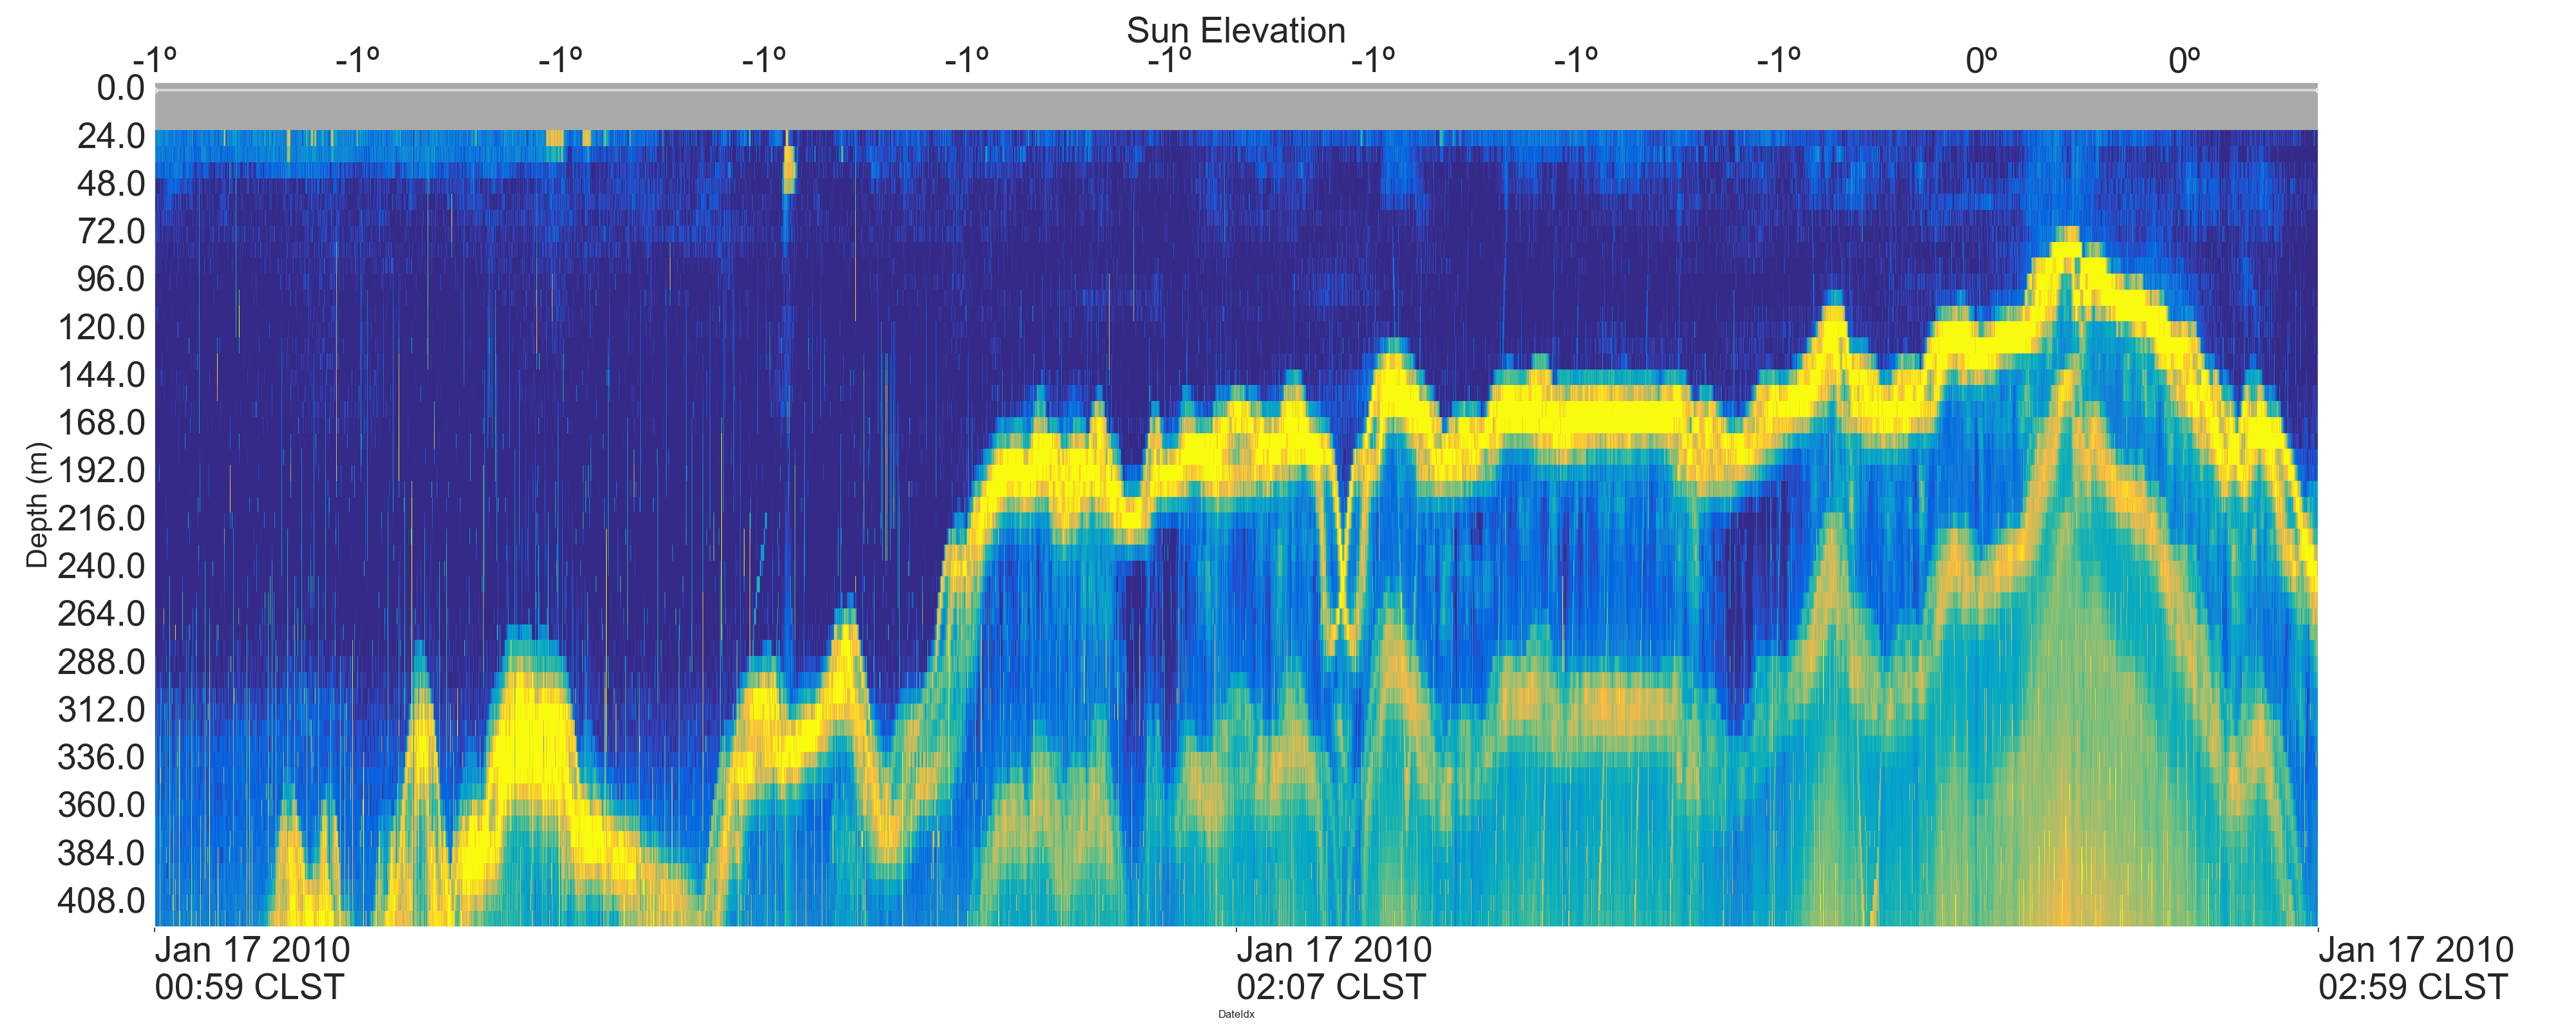 Sun Elevation
-1º -1º -1º -1º -1º -1º -1º -1º -1º 0º 0º
0.0
24.0
48.0
72.0
96.0
120.0
144.0
168.0
192.0
216.0
240.0
264.0
288.0
312.0
336.0
360.0
384.0
408.0
Depth (m)
Jan 17 2010
00:59 CLST
Jan 17 2010
02:07 CLST
Jan 17 2010
02:59 CLST
DateIdx